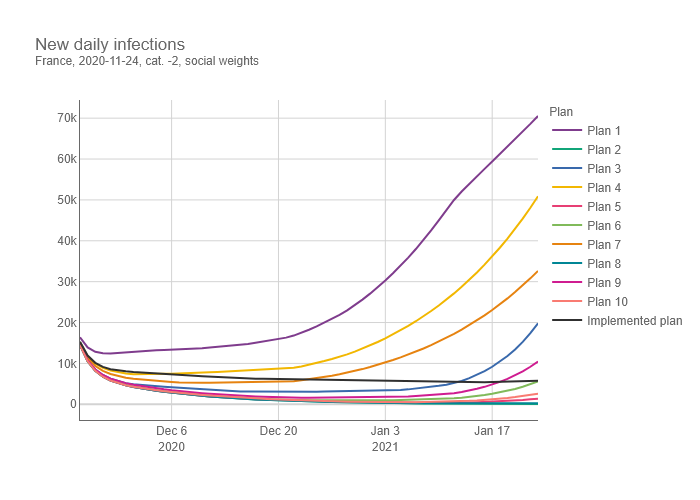 New daily infections
France, 2020-11-24, cat. -2, social weights
Plan
70k
60k
50k
40k
30k
20k
10k
0
Plan 1
Plan 2
Plan 3
Plan 4
Plan 5
Plan 6
Plan 7
Plan 8
Plan 9
Plan 10
Implemented plan
Dec 6
2020
Dec 20
Jan 3
2021
Jan 17